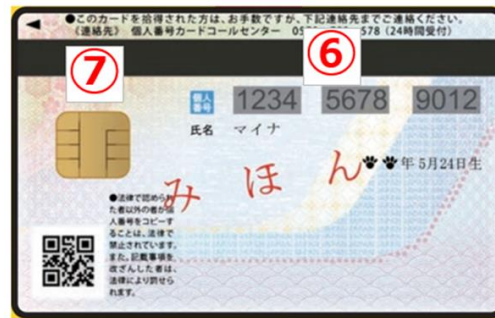 ◀ ●このカードを拾得された方は、お手数ですが、下記連絡先までご連絡ください。
《連絡先》 個人番号カードコールセンター 05 578 (24時間受付)
⑦ ⑥
個人番号 1234 5678 9012
氏名 マイナ
みほん
年 5月24日生
●法律で認められ
た者以外の者が個
人番号をコピーす
ることは、法律で
禁止されています。
また、記載事項を
改ざんした者は、
法律により罰せら
れます。